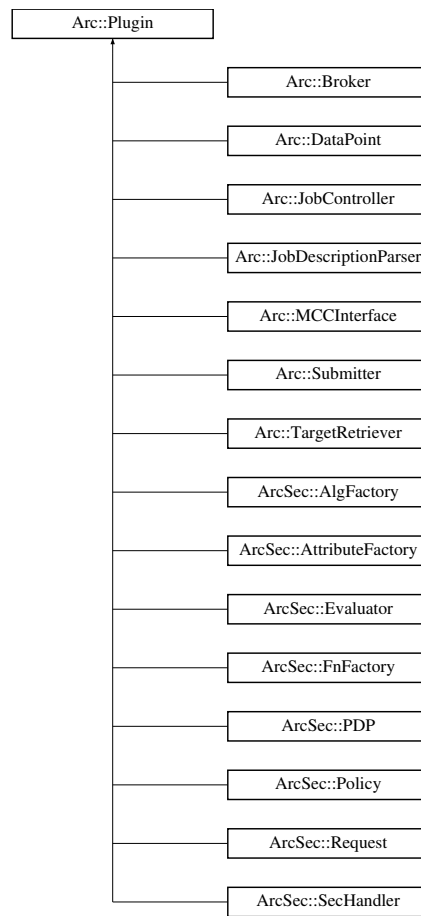 Arc::Plugin
Arc::Broker
Arc::DataPoint
Arc::JobController
Arc::JobDescriptionParser
Arc::MCCInterface
Arc::Submitter
Arc::TargetRetriever
ArcSec::AlgFactory
ArcSec::AttributeFactory
ArcSec::Evaluator
ArcSec::FnFactory
ArcSec::PDP
ArcSec::Policy
ArcSec::Request
ArcSec::SecHandler